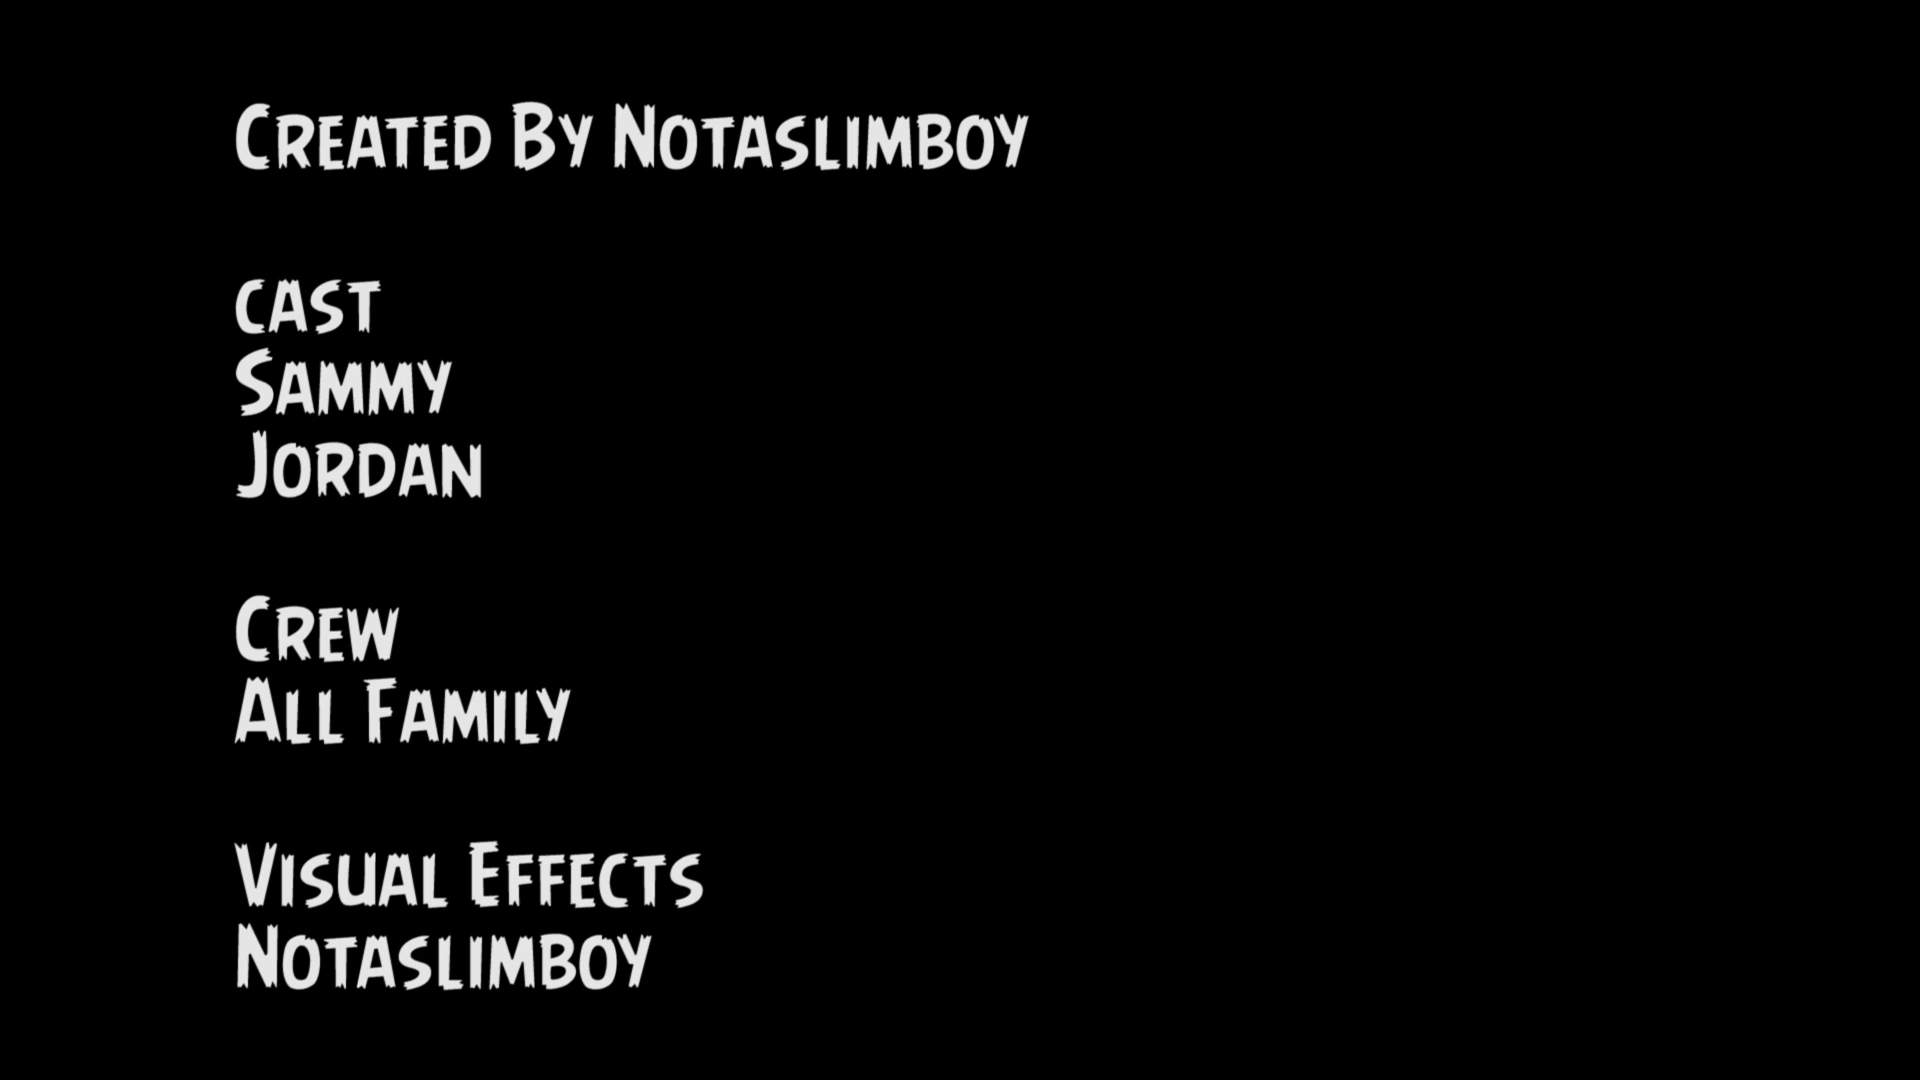 Created By Notaslimboy
cast
Sammy
Jordan
Crew
All Family
Visual Effects
Notaslimboy